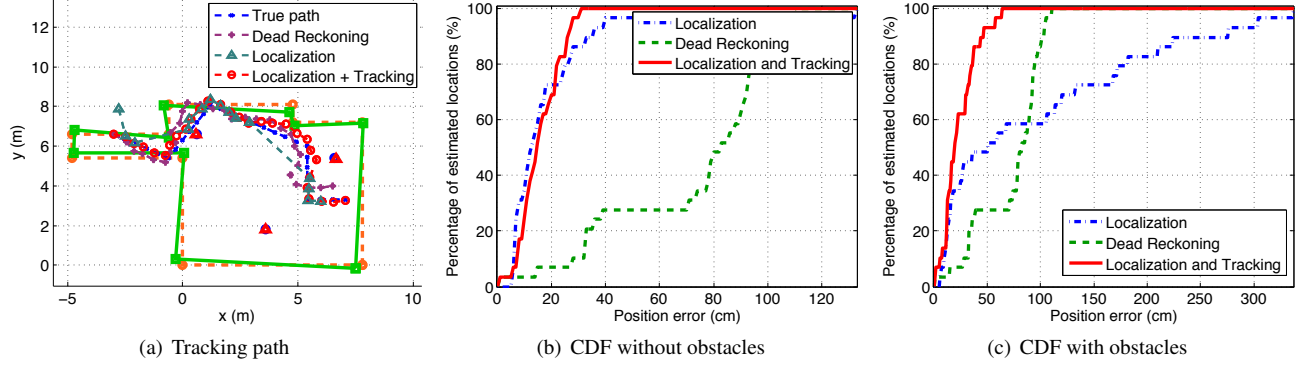 12
10
8
6
4
2
0
y (m)
−5
0
5
10
x (m)
True path
Dead Reckoning
Localization
Localization + Tracking
(a) Tracking path
100
80
60
40
20
0
Percentage of estimated locations (%)
0
20
40
60
80
100
120
Position error (cm)
Localization
Dead Reckoning
Localization and Tracking
(b) CDF without obstacles
100
80
60
40
20
0
Percentage of estimated locations (%)
0
50
100
150
200
250
300
Position error (cm)
Localization
Dead Reckoning
Localization and Tracking
(c) CDF with obstacles